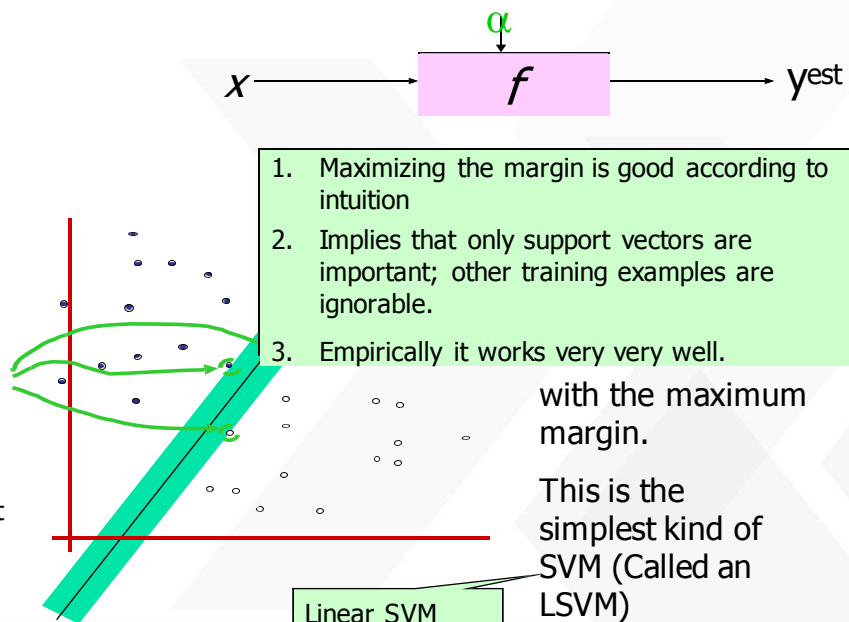 α
x f yest
1. Maximizing the margin is good according to
intuition
2. Implies that only support vectors are
important; other training examples are
ignorable.
3. Empirically it works very very well.
with the maximum
margin.
This is the
simplest kind of
SVM (Called an
LSVM)
Linear SVM